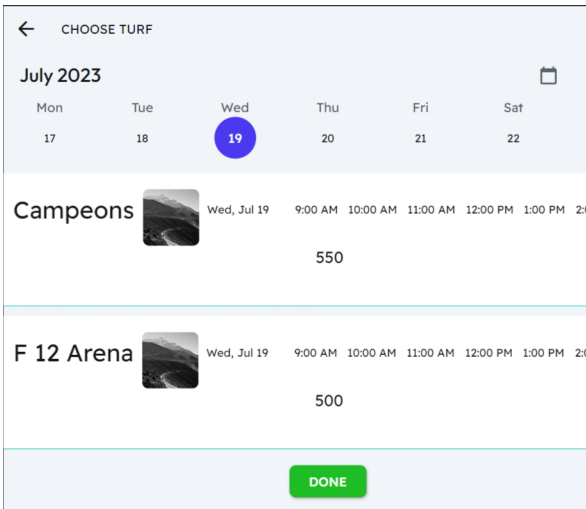 CHOOSE TURF
July 2023
Mon Tue Wed Thu Fri Sat
17 18 19 20 21 22
Campeons Wed, Jul 19 9:00 AM 10:00 AM 11:00 AM 12:00 PM 1:00 PM
550
F 12 Arena Wed, Jul 19 9:00 AM 10:00 AM 11:00 AM 12:00 PM 1:00 PM
500
DONE